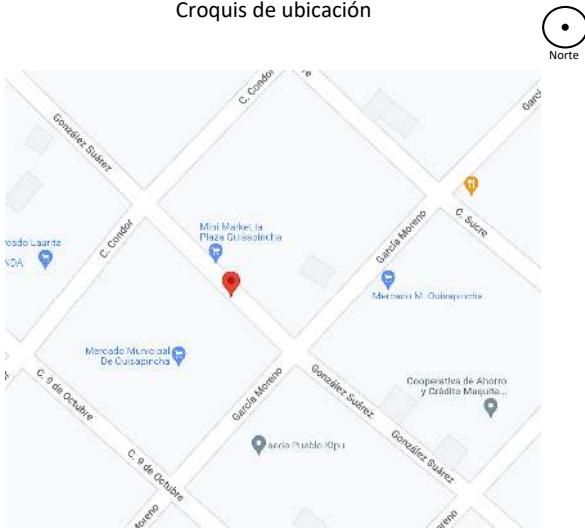 Croquis de ubicación
Norte
C. Condor
García
González Suárez
C. Sucre
Mini Market la
Plaza Quisapincha
García Moreno
C. Condor
Laurita
Mercado M. Quisapincha
Mercado Municipal
De Quisapincha
González Suárez
Cooperativa de Ahorro
y Crédito Maquita...
C. 9 de Octubre
García Moreno
González Suárez
Pueblo Kipu
C. 9 de Octubre